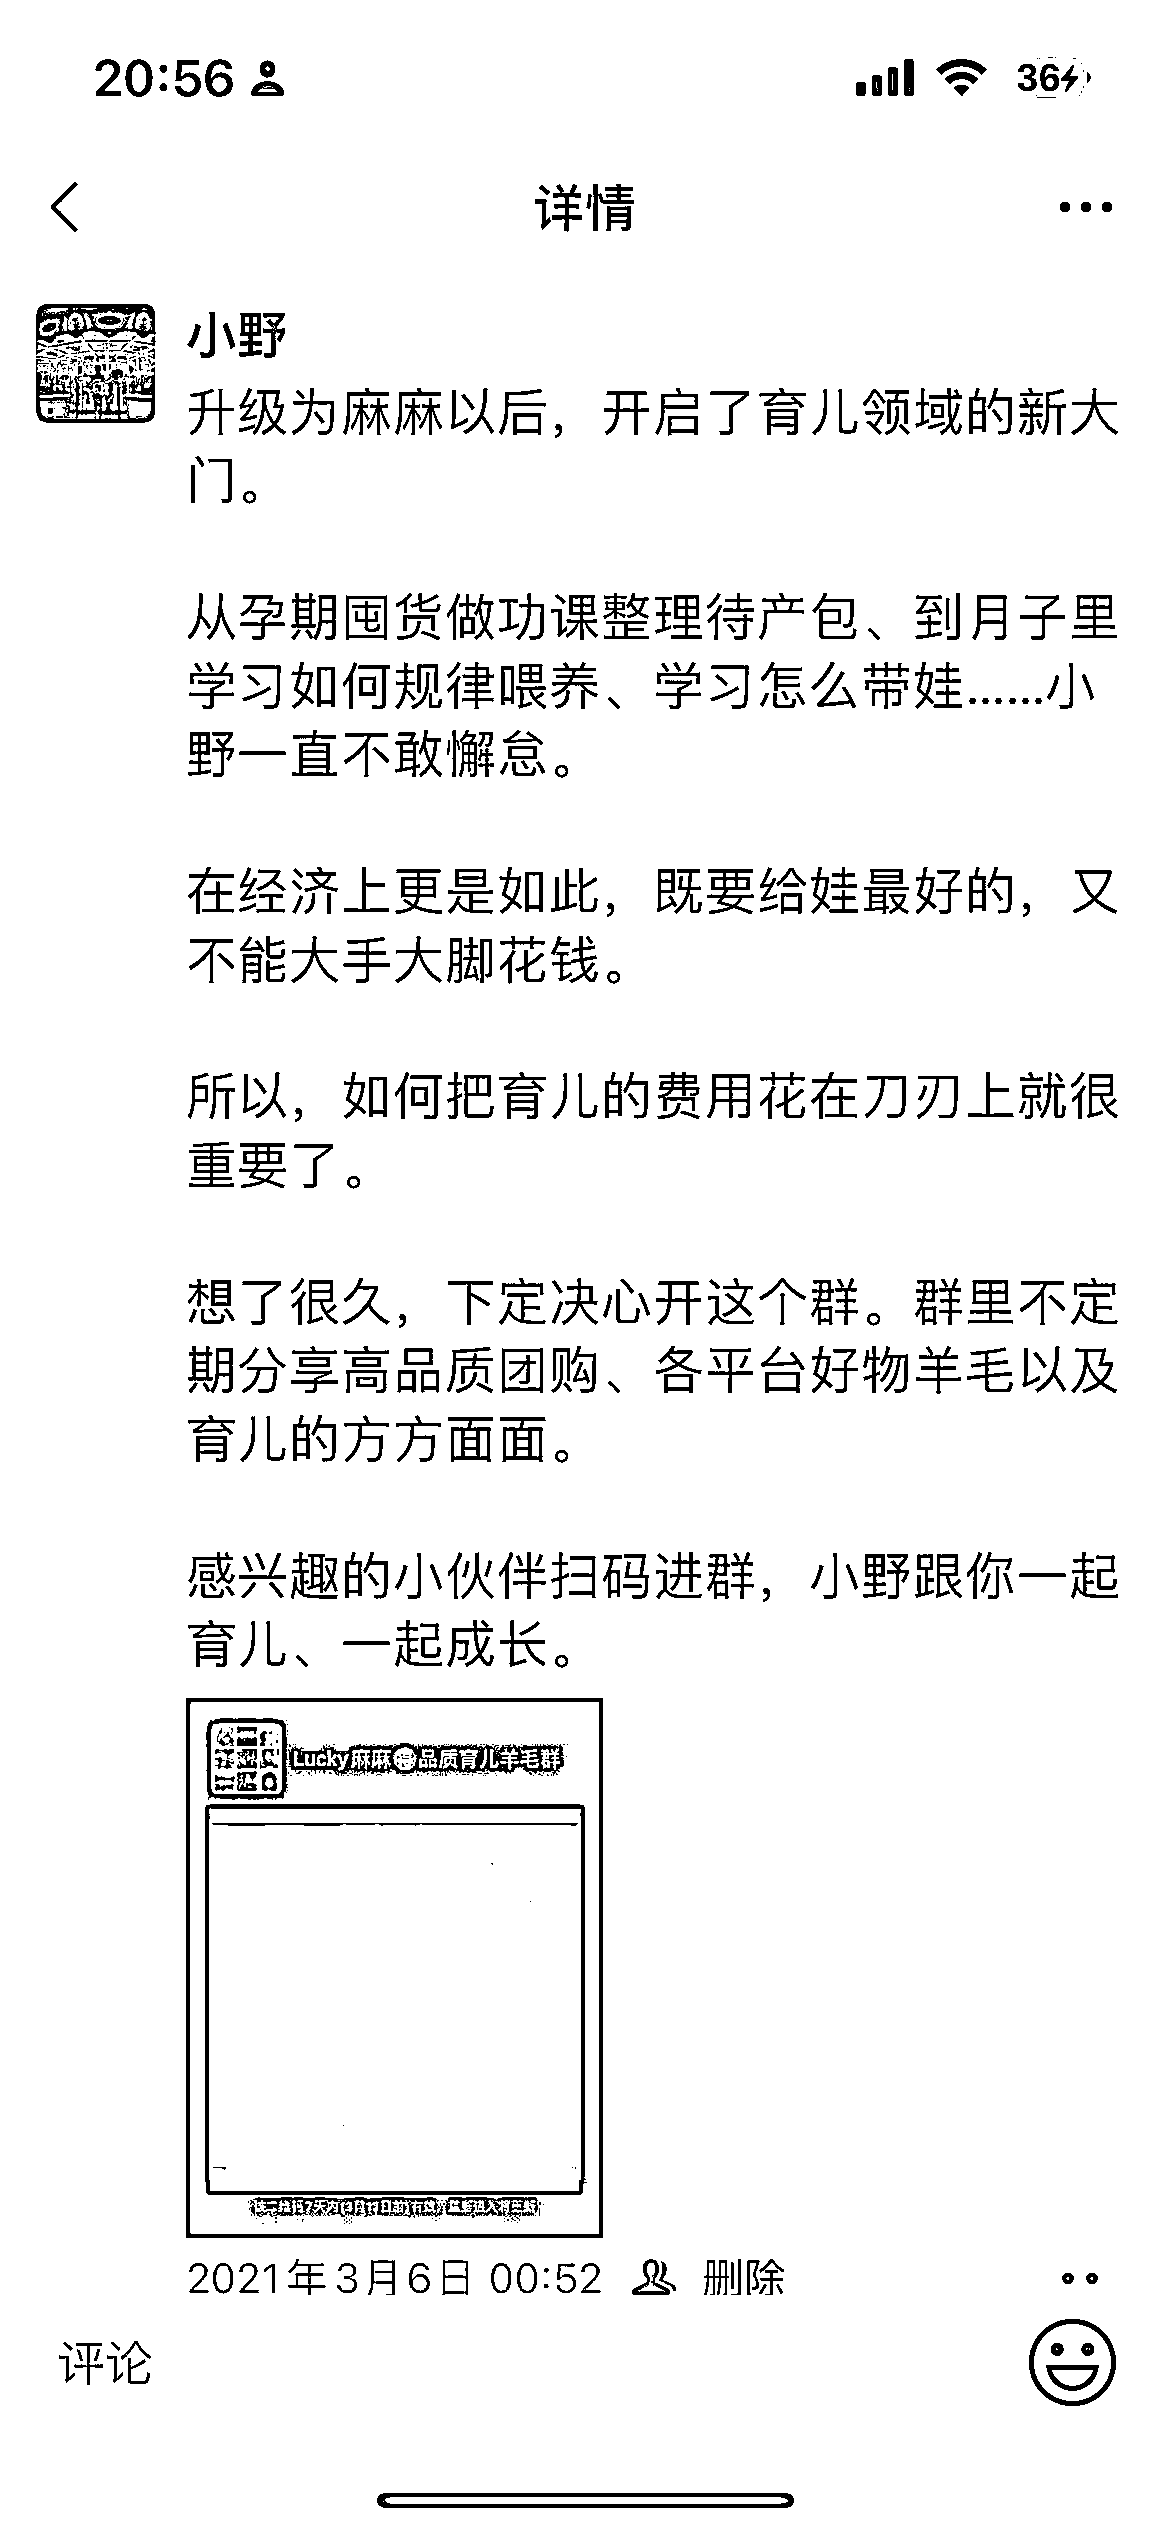 20:56
36
详情
小野
升级为麻麻以后，开启了育儿领域的新大
门。
从孕期囤货做功课整理待产包、到月子里
学习如何规律喂养、学习怎么带娃……小
野一直不敢懈怠。
在经济上更是如此，既要给娃最好的，又
不能大手大脚花钱。
所以，如何把育儿的费用花在刀刃上就很
重要了。
想了很久，下定决心开这个群。群里不定
期分享高品质团购、各平台好物羊毛以及
育儿的方方面面。
感兴趣的小伙伴扫码进群，小野跟你一起
育儿、一起成长。
Lucky麻麻 品质育儿羊毛群
2021年3月6日 00:52 删除
评论